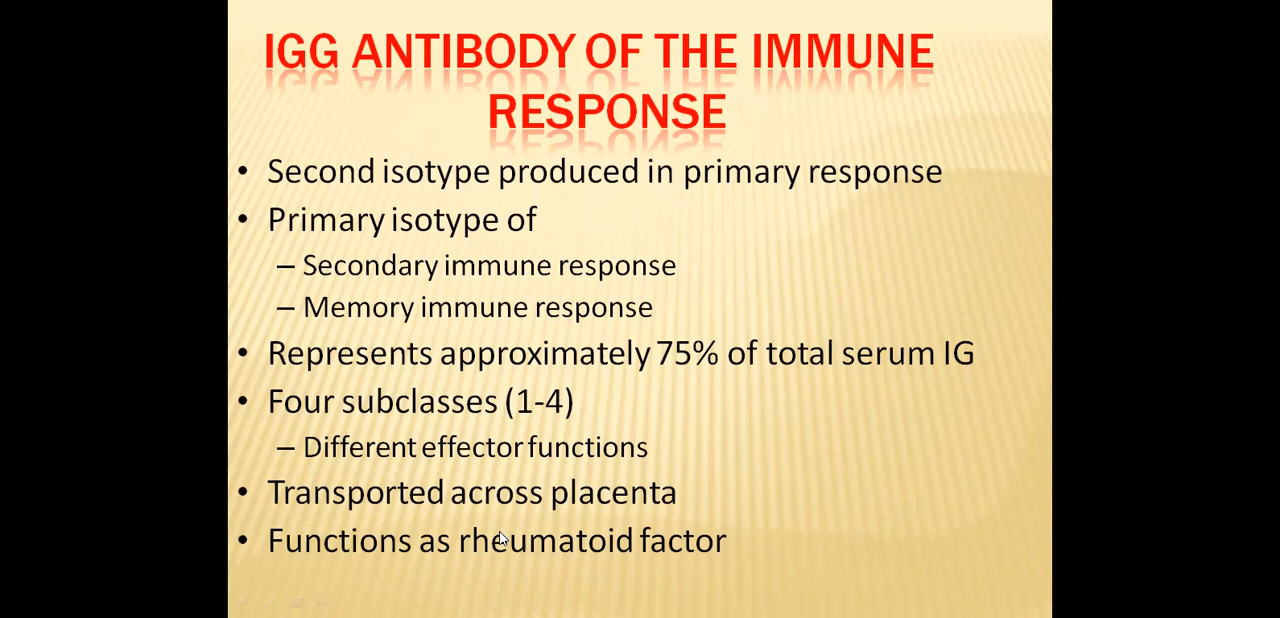 IGG ANTIBODY OF THE IMMUNE
RESPONSE
• Second isotype produced in primary response
• Primary isotype of
– Secondary immune response
– Memory immune response
• Represents approximately 75% of total serum IG
• Four subclasses (1-4)
– Different effector functions
• Transported across placenta
• Functions as rheumatoid factor